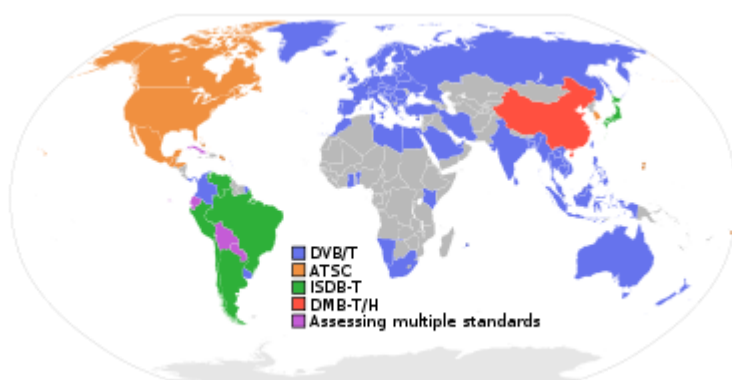 DVB/T
ATSC
ISDB-T
DMB-T/H
Assessing multiple standards